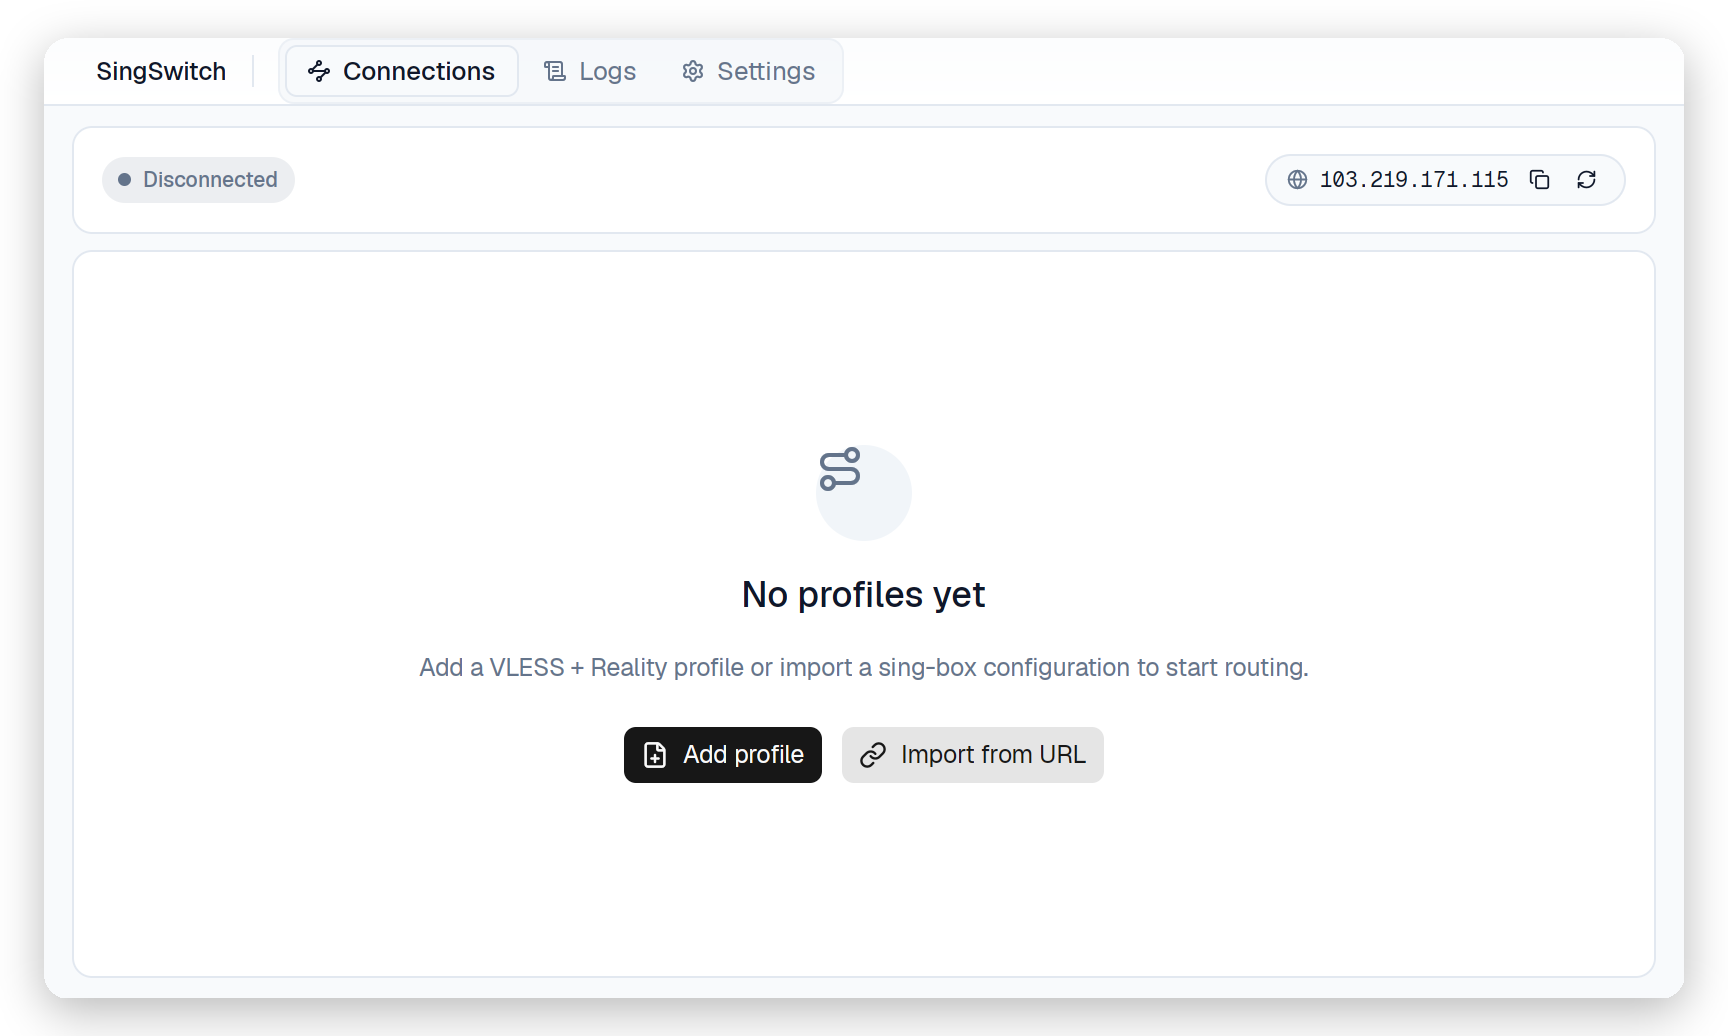 SingSwitch
Connections
Logs
Settings
Disconnected
103.219.171.115
No profiles yet
Add a VLESS + Reality profile or import a sing-box configuration to start routing.
Add profile
Import from URL